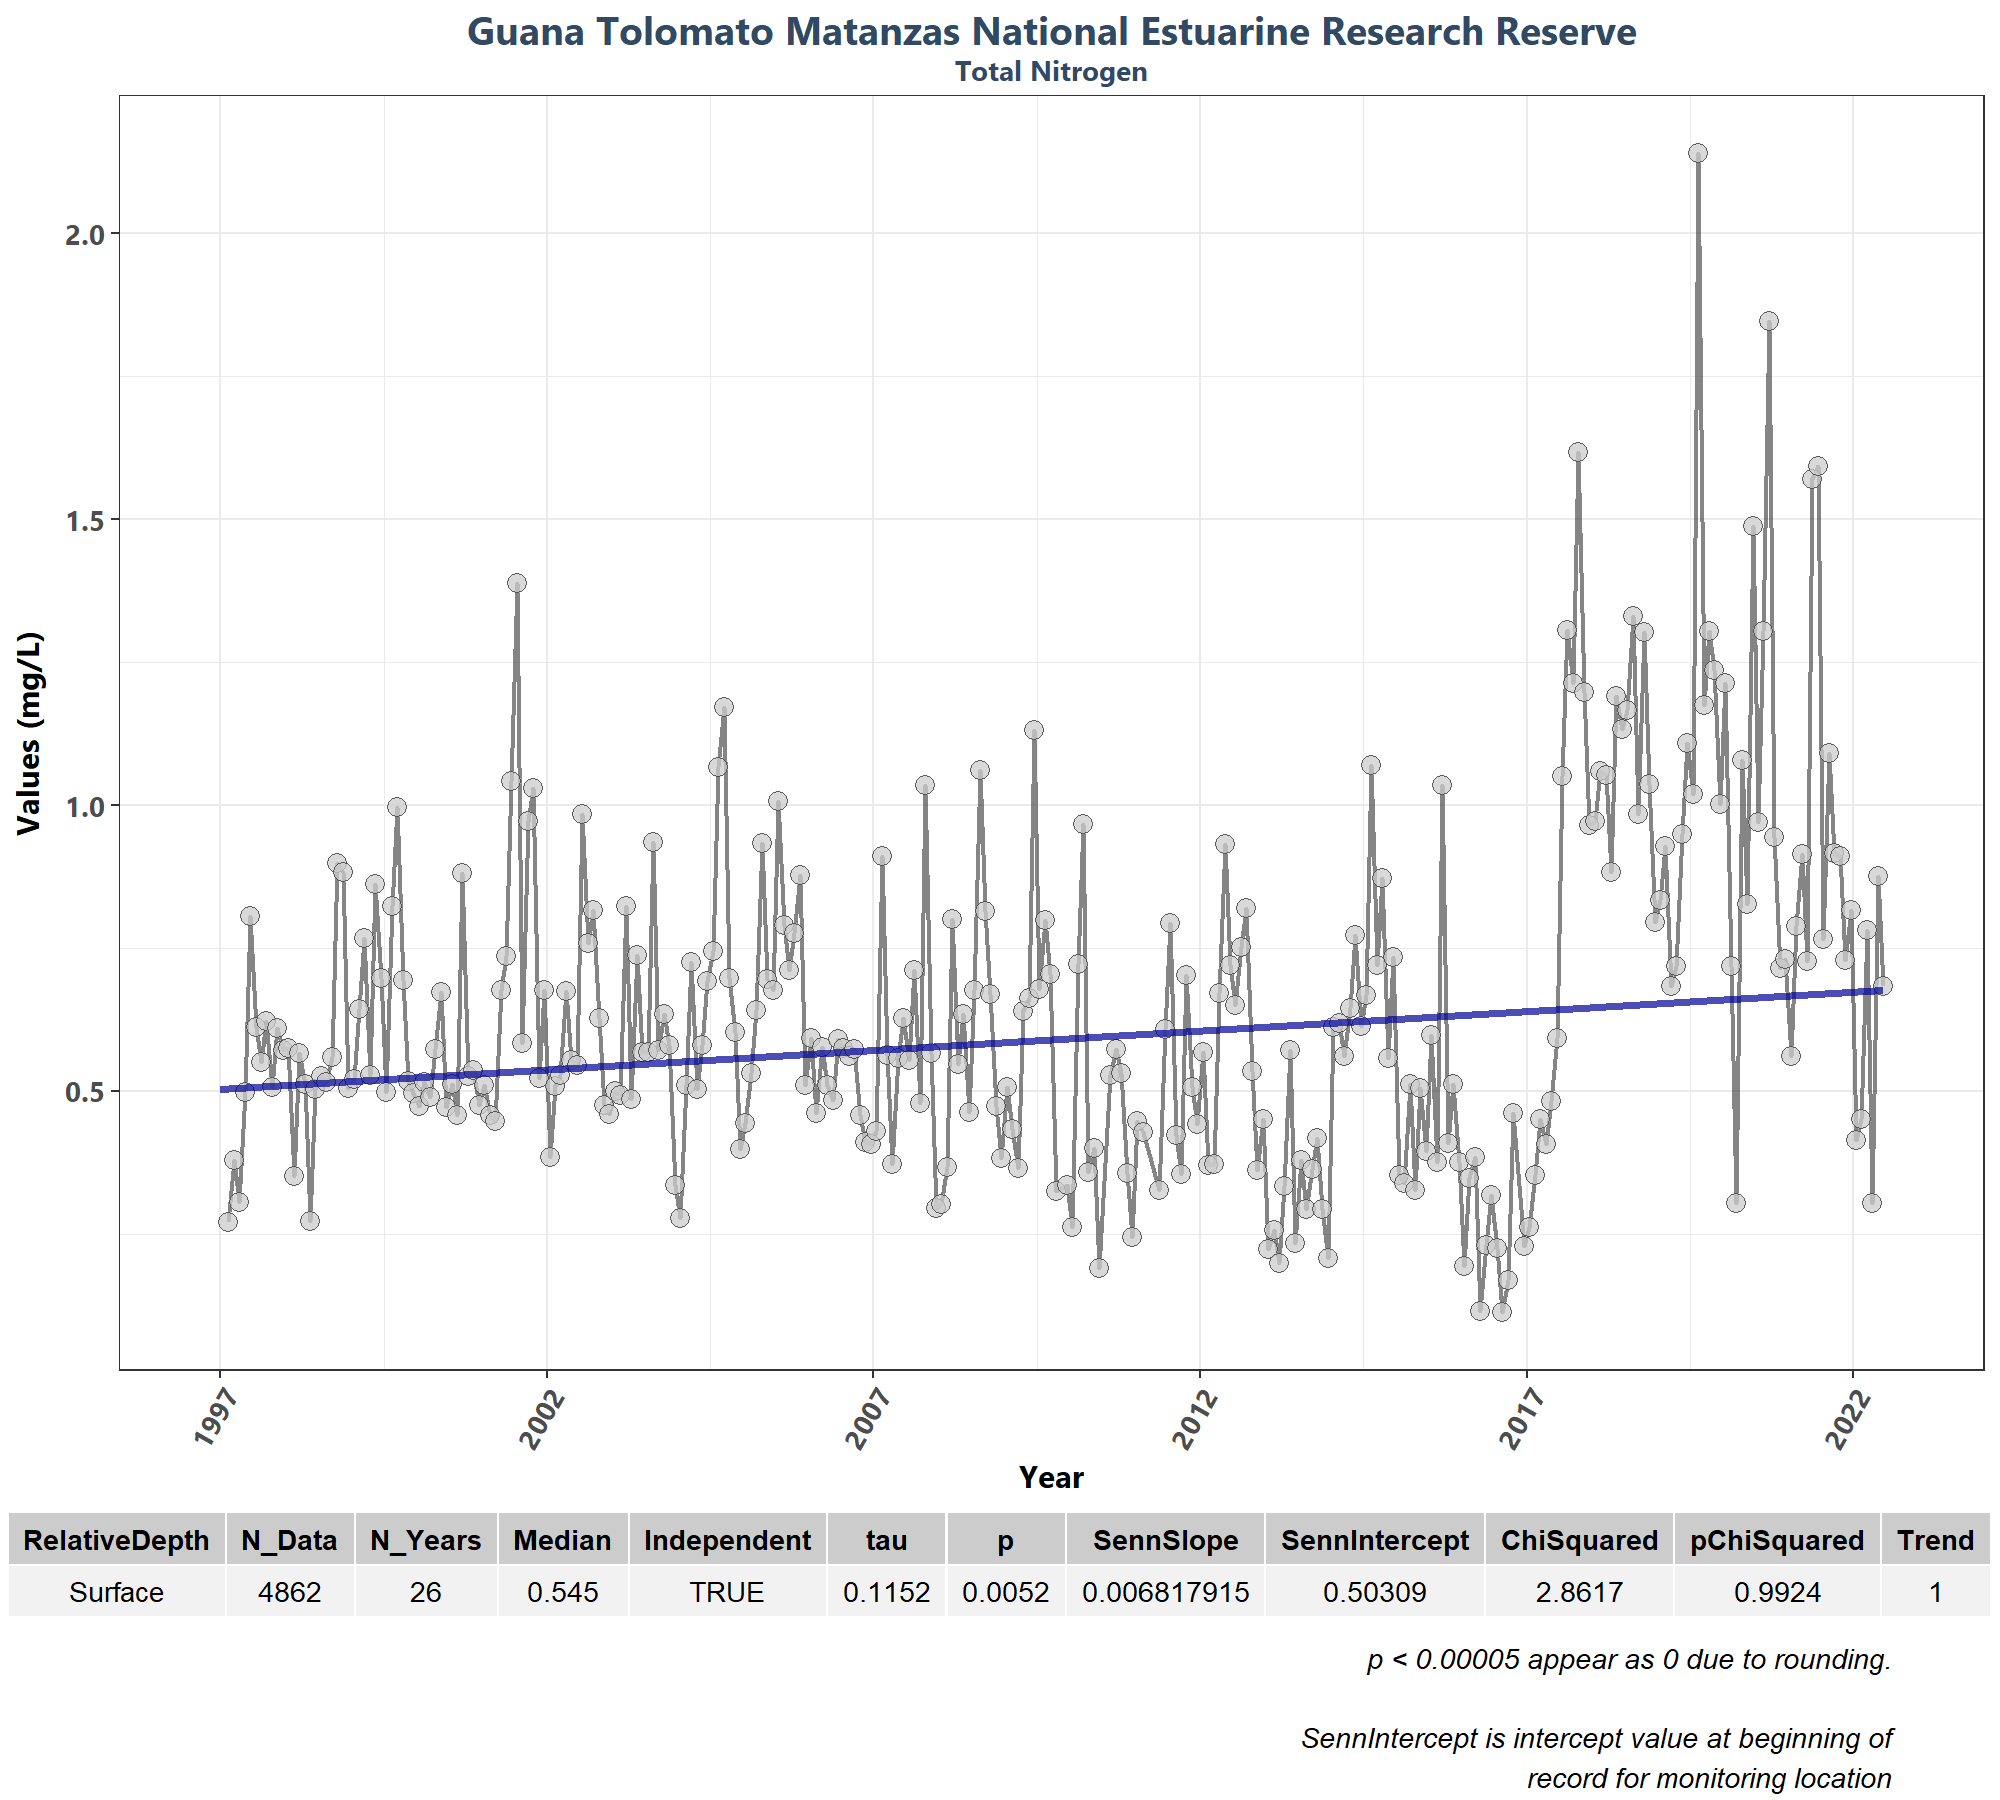 Guana Tolomato Matanzas National Estuarine Research Reserve
Total Nitrogen
Values (mg/L)
2.0
1.5
1.0
0.5
1997 2002 2007 2012 2017 2022
Year
RelativeDepth N_Data N_Years Median Independent tau p SennSlope SennIntercept ChiSquared pChiSquared Trend
Surface 4862 26 0.545 TRUE 0.1152 0.0052 0.006817915 0.50309 2.8617 0.9924 1
p < 0.00005 appear as 0 due to rounding.
SennIntercept is intercept value at beginning of
record for monitoring location